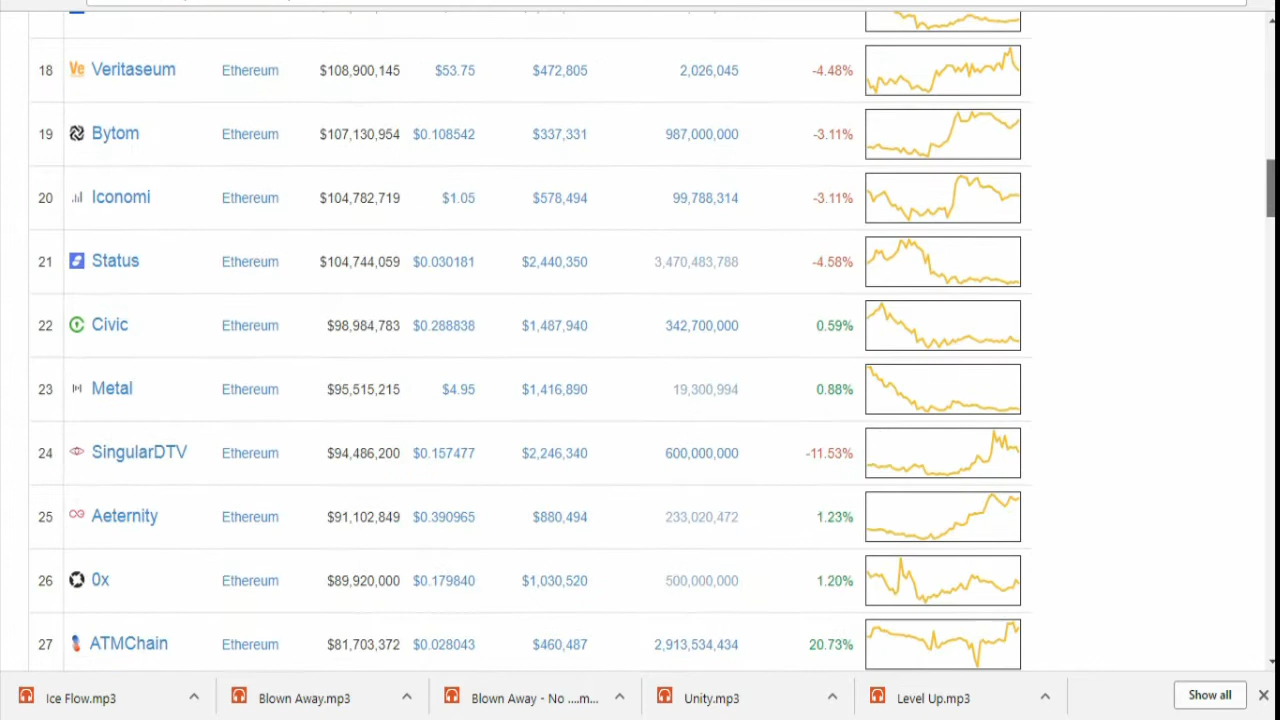 18 Veritaseum Ethereum $108,900,145 $53.75 $472,805 2,026,045 -4.48%
19 Bytom Ethereum $107,130,954 $0.108542 $337,331 987,000,000 -3.11%
20 Iconomi Ethereum $104,782,719 $1.05 $578,494 99,788,314 -3.11%
21 Status Ethereum $104,744,059 $0.030181 $2,440,350 3,470,483,788 -4.58%
22 Civic Ethereum $98,984,783 $0.288838 $1,487,940 342,700,000 0.59%
23 Metal Ethereum $95,515,215 $4.95 $1,416,890 19,300,994 0.88%
24 SingularDTV Ethereum $94,486,200 $0.157477 $2,246,340 600,000,000 -11.53%
25 Aeternity Ethereum $91,102,849 $0.390965 $880,494 233,020,472 1.23%
26 0x Ethereum $89,920,000 $0.179840 $1,030,520 500,000,000 1.20%
27 ATMChain Ethereum $81,703,372 $0.028043 $460,487 2,913,534,434 20.73%
Ice Flow.mp3 Blown Away.mp3 Blown Away - No ....m... Unity.mp3 Level Up.mp3 Show all